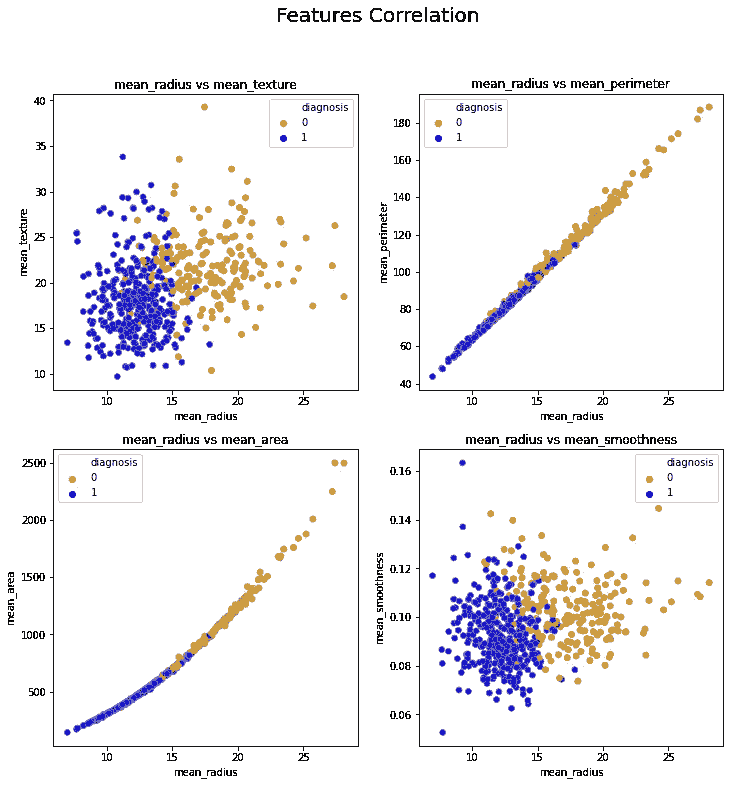 Features Correlation
mean_radius vs mean_texture
mean_texture
40
35
30
25
20
15
10
diagnosis
0
1
10 15 20 25
mean_radius
mean_radius vs mean_perimeter
mean_perimeter
180
160
140
120
100
80
60
40
diagnosis
0
1
10 15 20 25
mean_radius
mean_radius vs mean_area
mean_area
2500
2000
1500
1000
500
diagnosis
0
1
10 15 20 25
mean_radius
mean_radius vs mean_smoothness
mean_smoothness
0.16
0.14
0.12
0.10
0.08
0.06
diagnosis
0
1
10 15 20 25
mean_radius